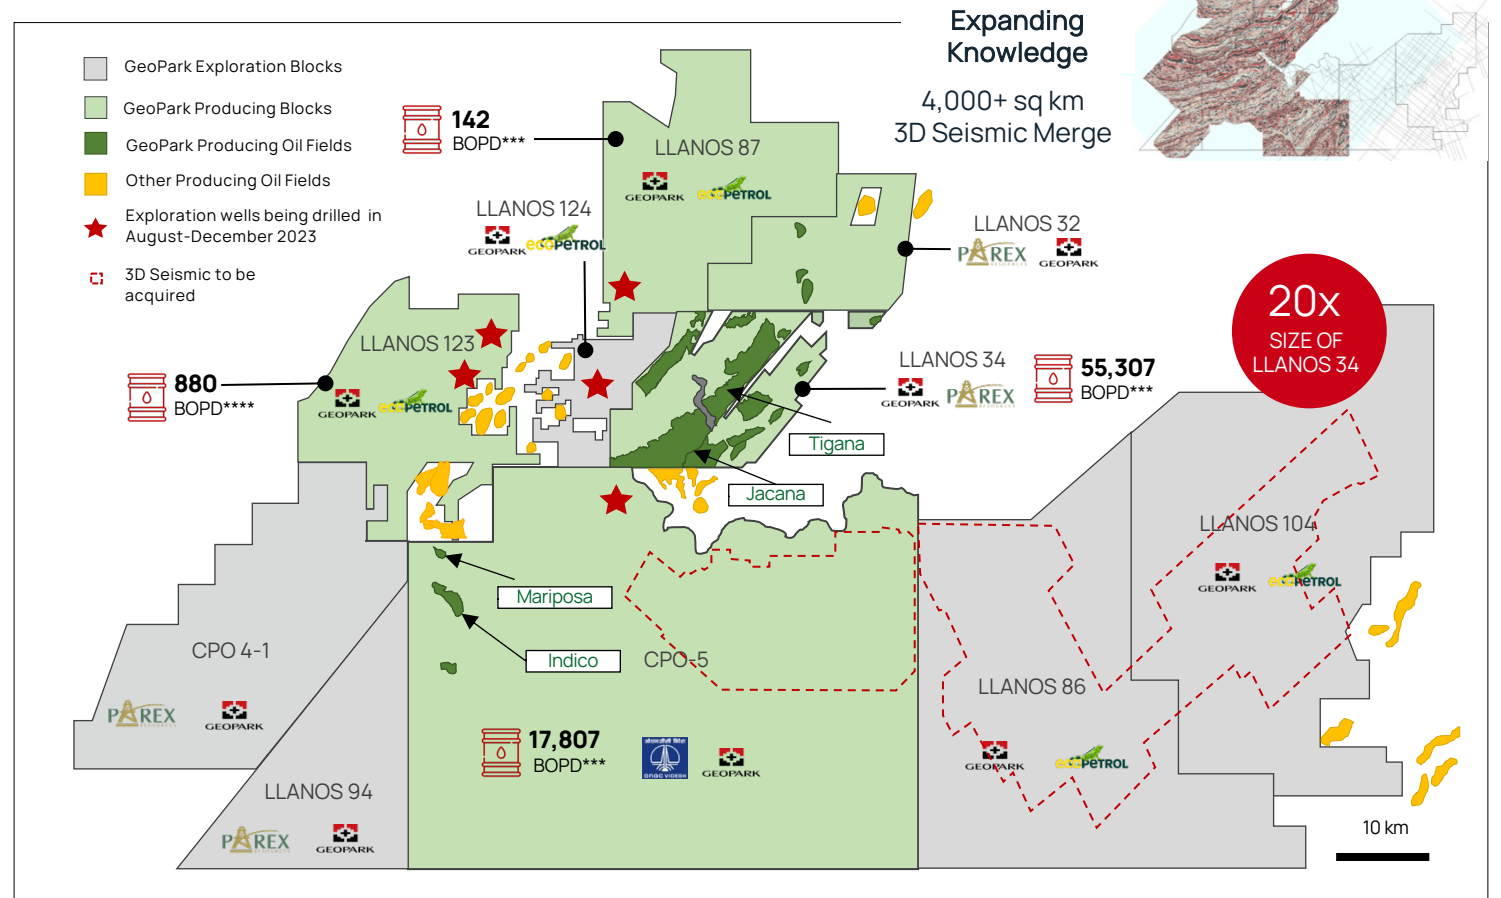 Expanding
Knowledge
4,000+ sq km
3D Seismic Merge
GeoPark Exploration Blocks
GeoPark Producing Blocks
GeoPark Producing Oil Fields
Other Producing Oil Fields
Exploration wells being drilled in
August-December 2023
3D Seismic to be
acquired
142
BOPD***
LLANOS 87
GEOPARK
ecoPETROL
LLANOS 124
GEOPARK
ecoPETROL
LLANOS 32
PAREX
RESOURCES
GEOPARK
20x
SIZE OF
LLANOS 34
LLANOS 123
GEOPARK
ecoPETROL
880
BOPD****
LLANOS 34
GEOPARK
PAREX
RESOURCES
55,307
BOPD***
Tigana
Jacana
Mariposa
Indico
CPO-5
17,807
BOPD***
ओएनजीसी विदेश
ONGC VIDESH
GEOPARK
LLANOS 104
GEOPARK
ecoPETROL
CPO 4-1
PAREX
RESOURCES
GEOPARK
LLANOS 86
GEOPARK
ecoPETROL
LLANOS 94
PAREX
RESOURCES
GEOPARK
10 km